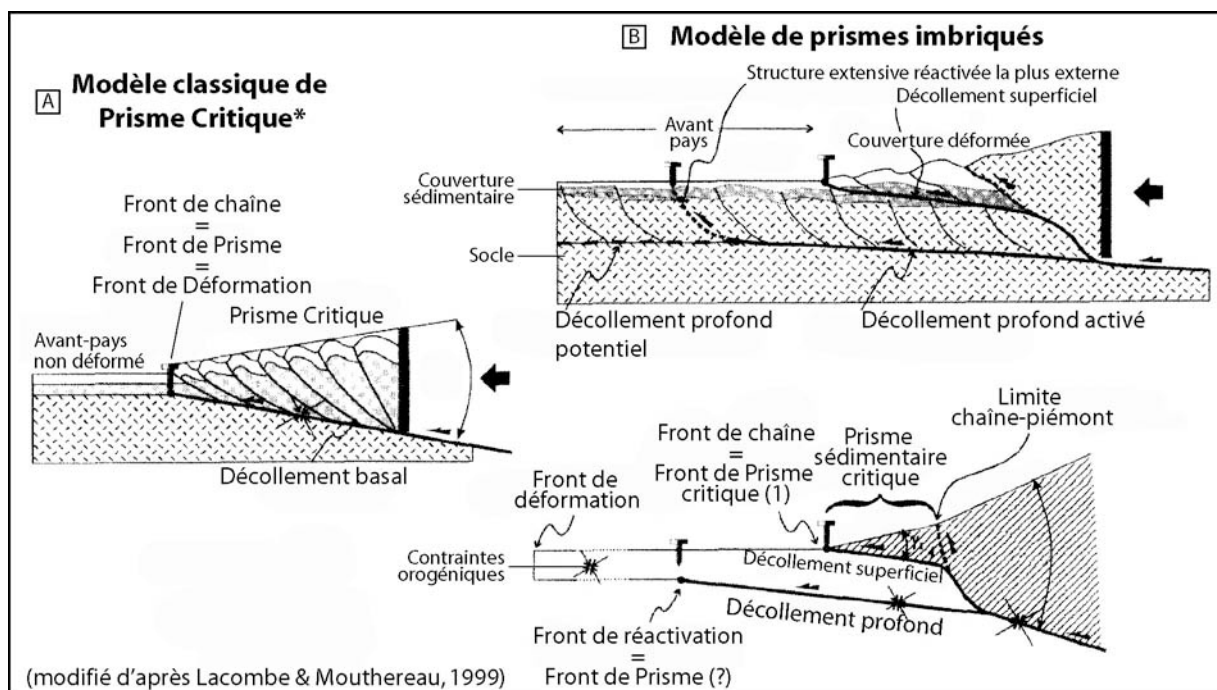 A
Modèle classique de
Prisme Critique*
Front de chaîne
=
Front de Prisme
=
Front de Déformation
Prisme Critique
Avant-pays
non déformé
Décollement basal
B
Modèle de prismes imbriqués
Structure extensive réactivée la plus externe
Décollement superficiel
Avant
pays
Couverture déformée
Couverture
sédimentaire
Socle
Décollement profond
potentiel
Décollement profond activé
Limite
chaîne-piémont
Front de chaîne
=
Front de Prisme
critique (1)
Prisme
sédimentaire
critique
Front de
déformation
Contraintes
orogéniques
Décollement superficiel
Décollement profond
Front de réactivation
=
Front de Prisme (?)
(modifié d'après Lacombe & Mouthereau, 1999)